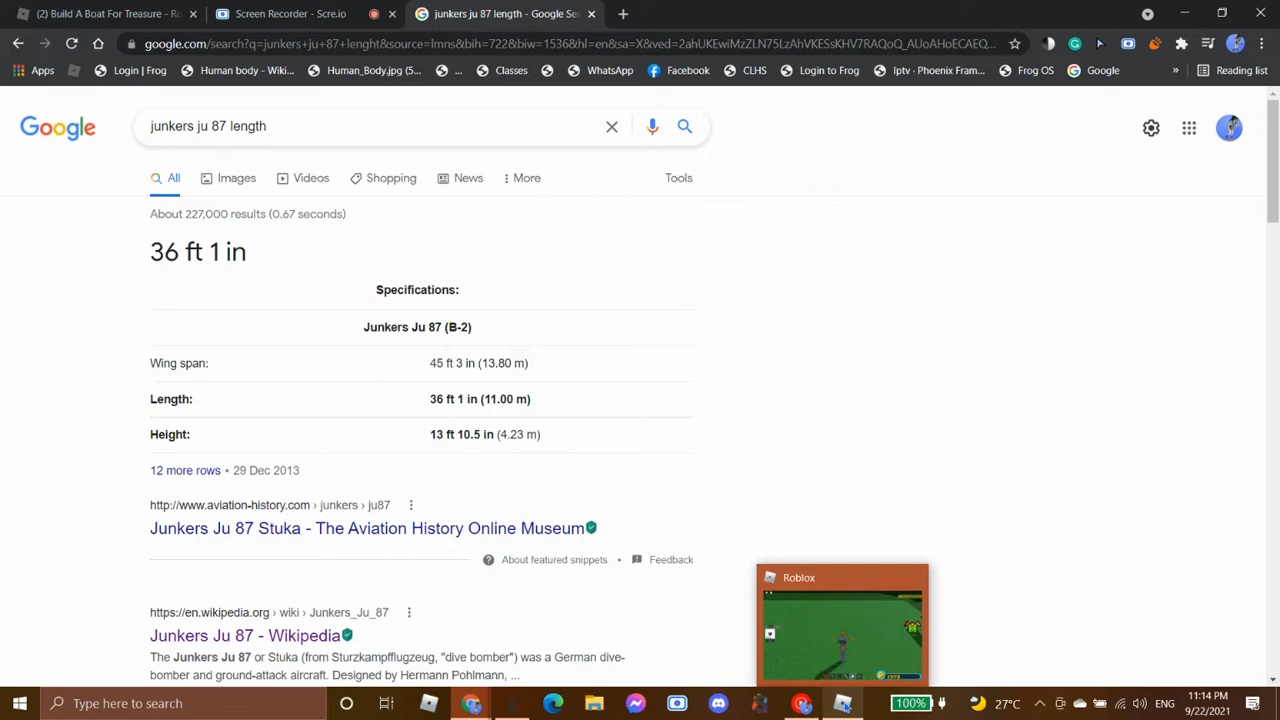 (2) Build A Boat For Treasure - Ro
Screen Recorder - Scre.io
junkers ju 87 length - Google Se
google.com/search?q=junkers+ju+87+lenght&source=lmns&bih=722&biw=1536&hl=en&sa=X&ved=2ahUKEwiMzZLN75LzAhVKESsKHV7RAQoQ_AUoAHoECAEQ...
Apps
Login | Frog
Human body - Wiki...
Human_Body.jpg (5...
...
Classes
WhatsApp
Facebook
CLHS
Login to Frog
Iptv - Phoenix Fram...
Frog OS
Google
»
Reading list
Google
junkers ju 87 length
All
Images
Videos
Shopping
News
More
Tools
About 227,000 results (0.67 seconds)
36 ft 1 in
Specifications:
Junkers Ju 87 (B-2)
Wing span: 45 ft 3 in (13.80 m)
Length: 36 ft 1 in (11.00 m)
Height: 13 ft 10.5 in (4.23 m)
12 more rows • 29 Dec 2013
http://www.aviation-history.com › junkers › ju87
Junkers Ju 87 Stuka - The Aviation History Online Museum
About featured snippets • Feedback
https://en.wikipedia.org › wiki › Junkers_Ju_87
Junkers Ju 87 - Wikipedia
The Junkers Ju 87 or Stuka (from Sturzkampfflugzeug, "dive bomber") was a German dive-
bomber and ground-attack aircraft. Designed by Hermann Pohlmann, ...
Roblox
Type here to search
100%
27°C
ENG
11:14 PM
9/22/2021